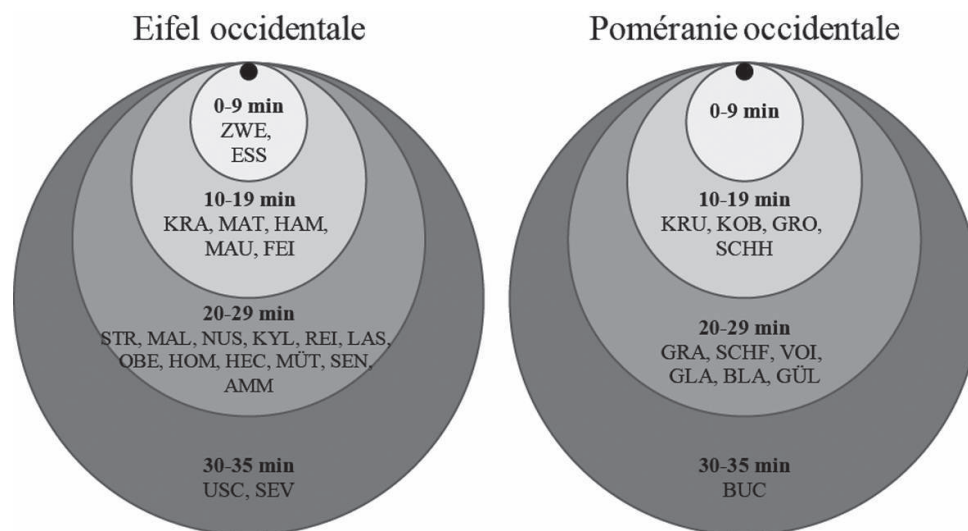 Eifel occidentale
0-9 min
ZWE,
ESS
10-19 min
KRA, MAT, HAM,
MAU, FEI
20-29 min
STR, MAL, NUS, KYL, REI, LAS,
OBE, HOM, HEC, MÜT, SEN,
AMM
30-35 min
USC, SEV
Poméranie occidentale
0-9 min
10-19 min
KRU, KOB, GRO,
SCHH
20-29 min
GRA, SCHF, VOI,
GLA, BLA, GÜL
30-35 min
BUC